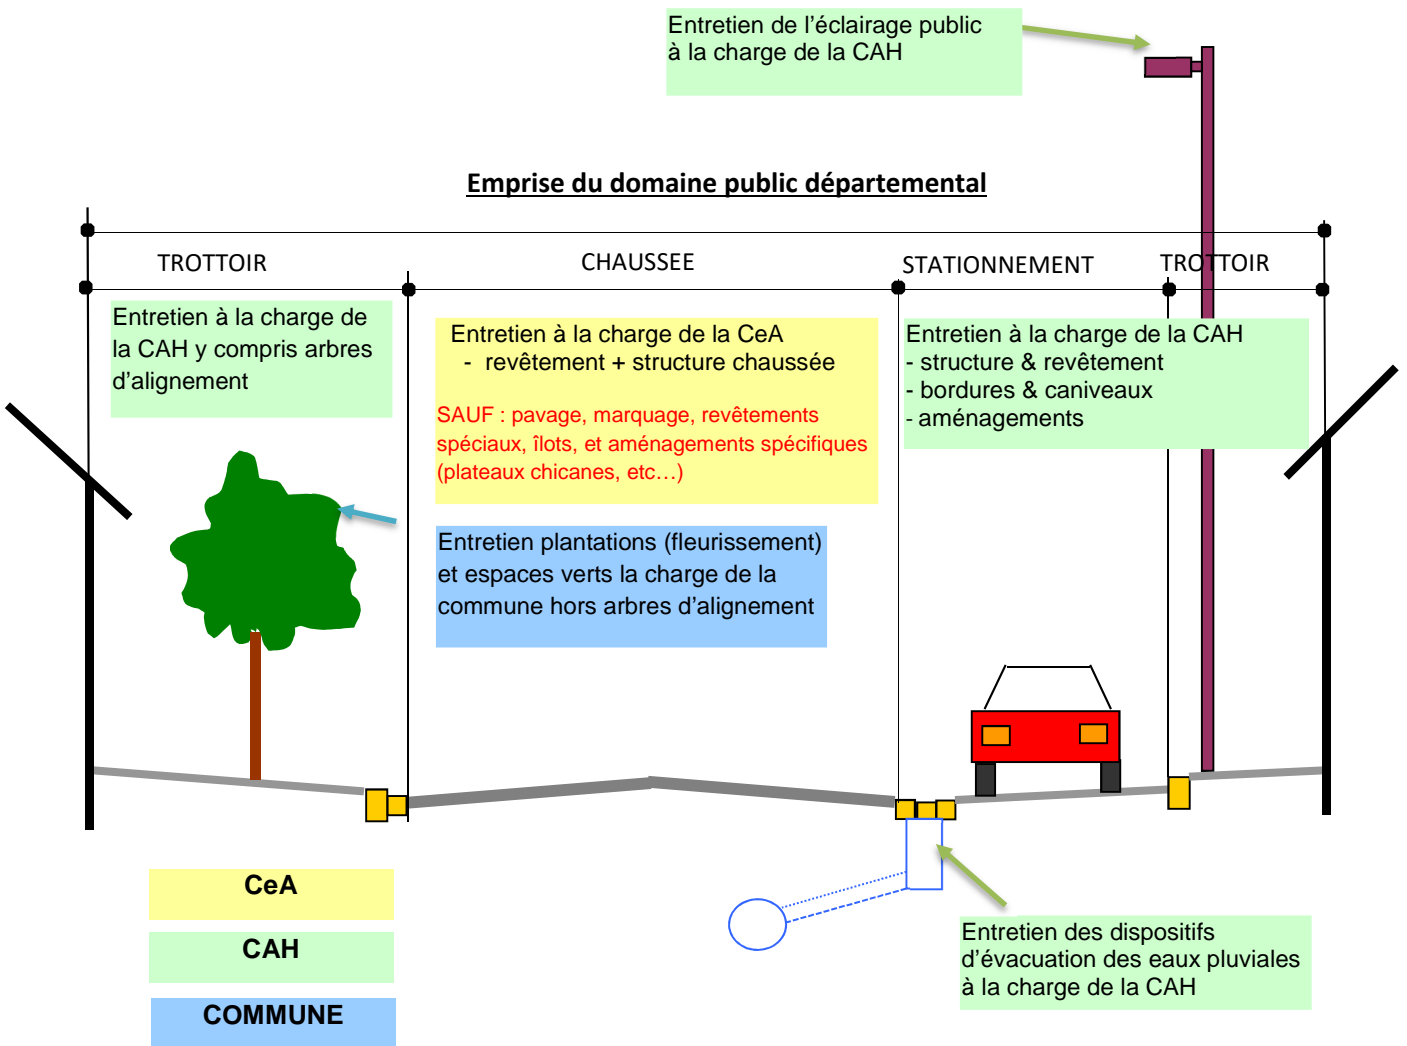 Entretien de l’éclairage public
à la charge de la CAH
Emprise du domaine public départemental
TROTTOIR
CHAUSSEE
STATIONNEMENT
TROTTOIR
Entretien à la charge de
la CAH y compris arbres
d’alignement
Entretien à la charge de la CeA
- revêtement + structure chaussée
SAUF : pavage, marquage, revêtements
spéciaux, îlots, et aménagements spécifiques
(plateaux chicanes, etc…)
Entretien à la charge de la CAH
- structure & revêtement
- bordures & caniveaux
- aménagements
Entretien plantations (fleurissement)
et espaces verts la charge de la
commune hors arbres d’alignement
CeA
CAH
COMMUNE
Entretien des dispositifs
d’évacuation des eaux pluviales
à la charge de la CAH